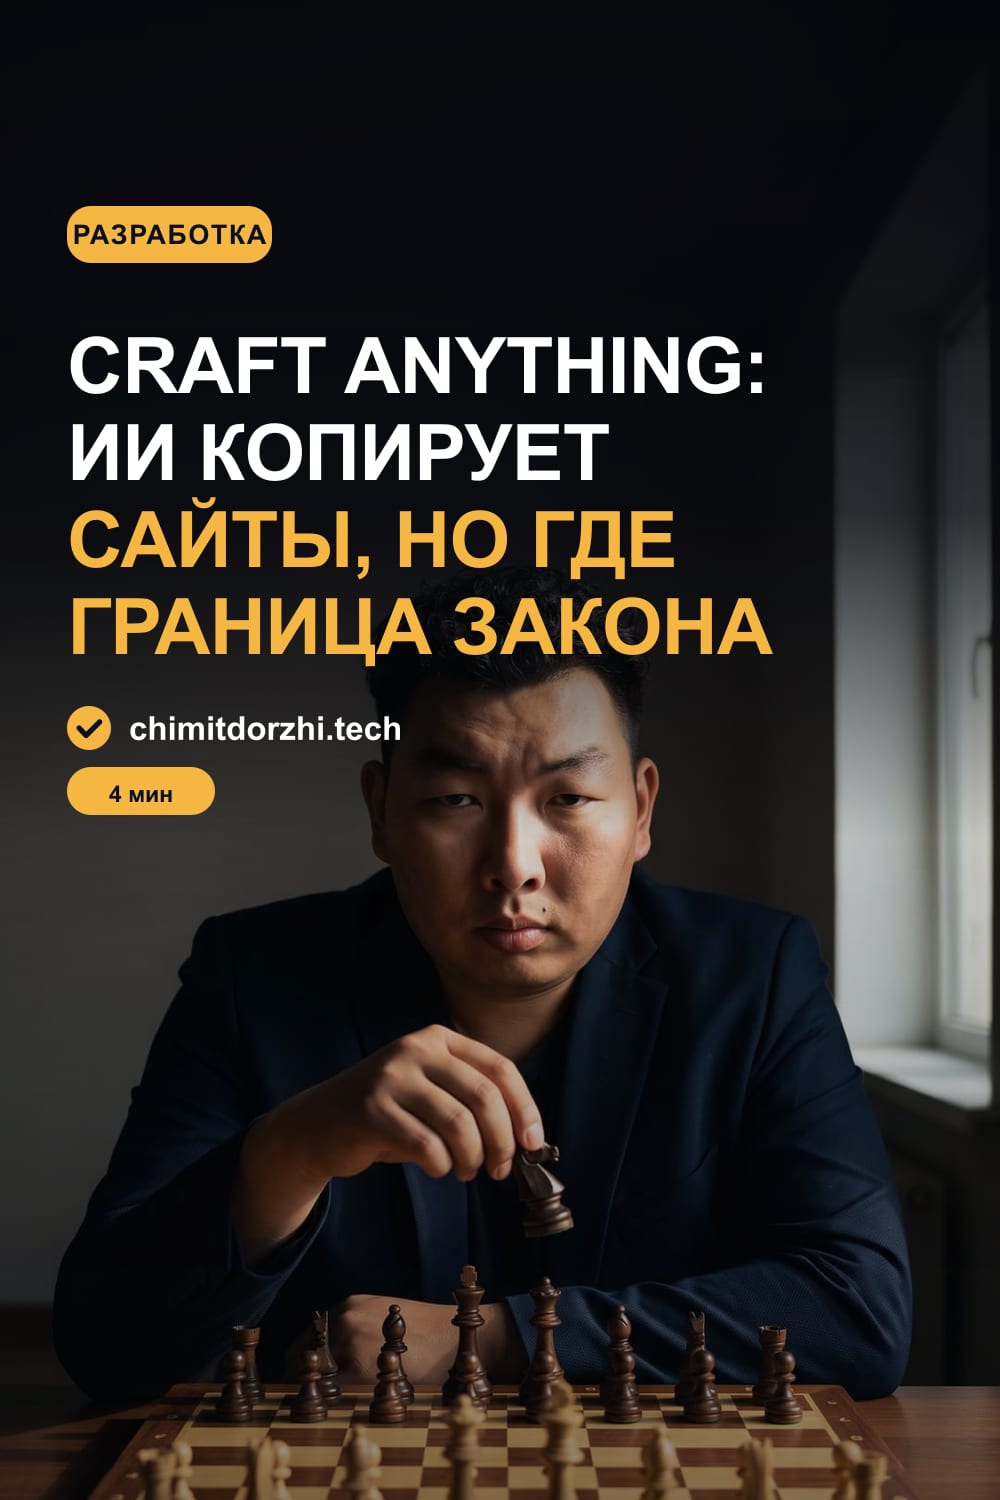 РАЗРАБОТКА
CRAFT ANYTHING:
ИИ КОПИРУЕТ
САЙТЫ, НО ГДЕ
ГРАНИЦА ЗАКОНА
chimitdorzhi.tech
4 мин